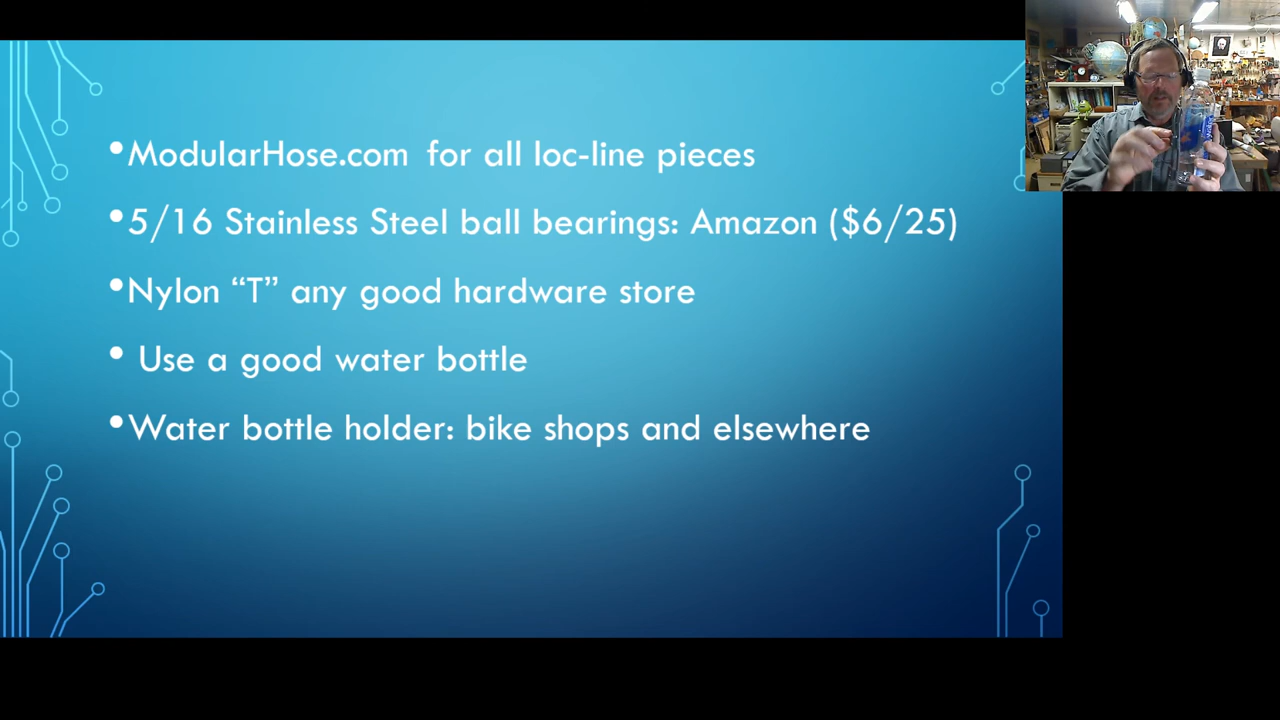 •ModularHose.com for all loc-line pieces
•5/16 Stainless Steel ball bearings: Amazon ($6/25)
•Nylon “T” any good hardware store
• Use a good water bottle
•Water bottle holder: bike shops and elsewhere